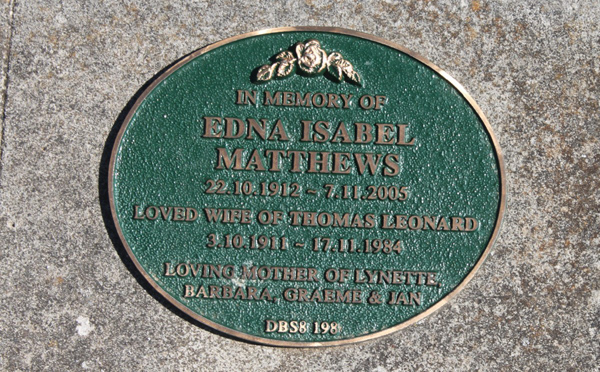 IN MEMORY OF
EDNA ISABEL
MATTHEWS
22.10.1912 ~ 7.11.2005
LOVED WIFE OF THOMAS LEONARD
3.10.1911 ~ 17.11.1984
LOVING MOTHER OF LYNETTE,
BARBARA, GRAEME & IAN
DBS8 198